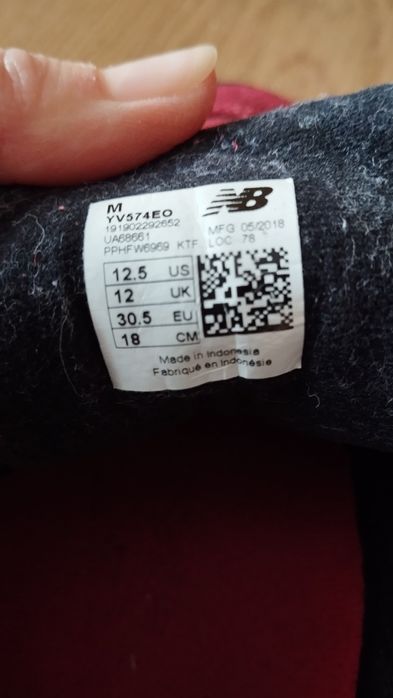 M
YV574EO
191902292652
UA68661
PPHFW6969 KTF
NB
MFG 05/2018
LOC 78
12.5 US
12 UK
30.5 EU
18 CM
Made in Indonesia
Fabriqué en Indonésie